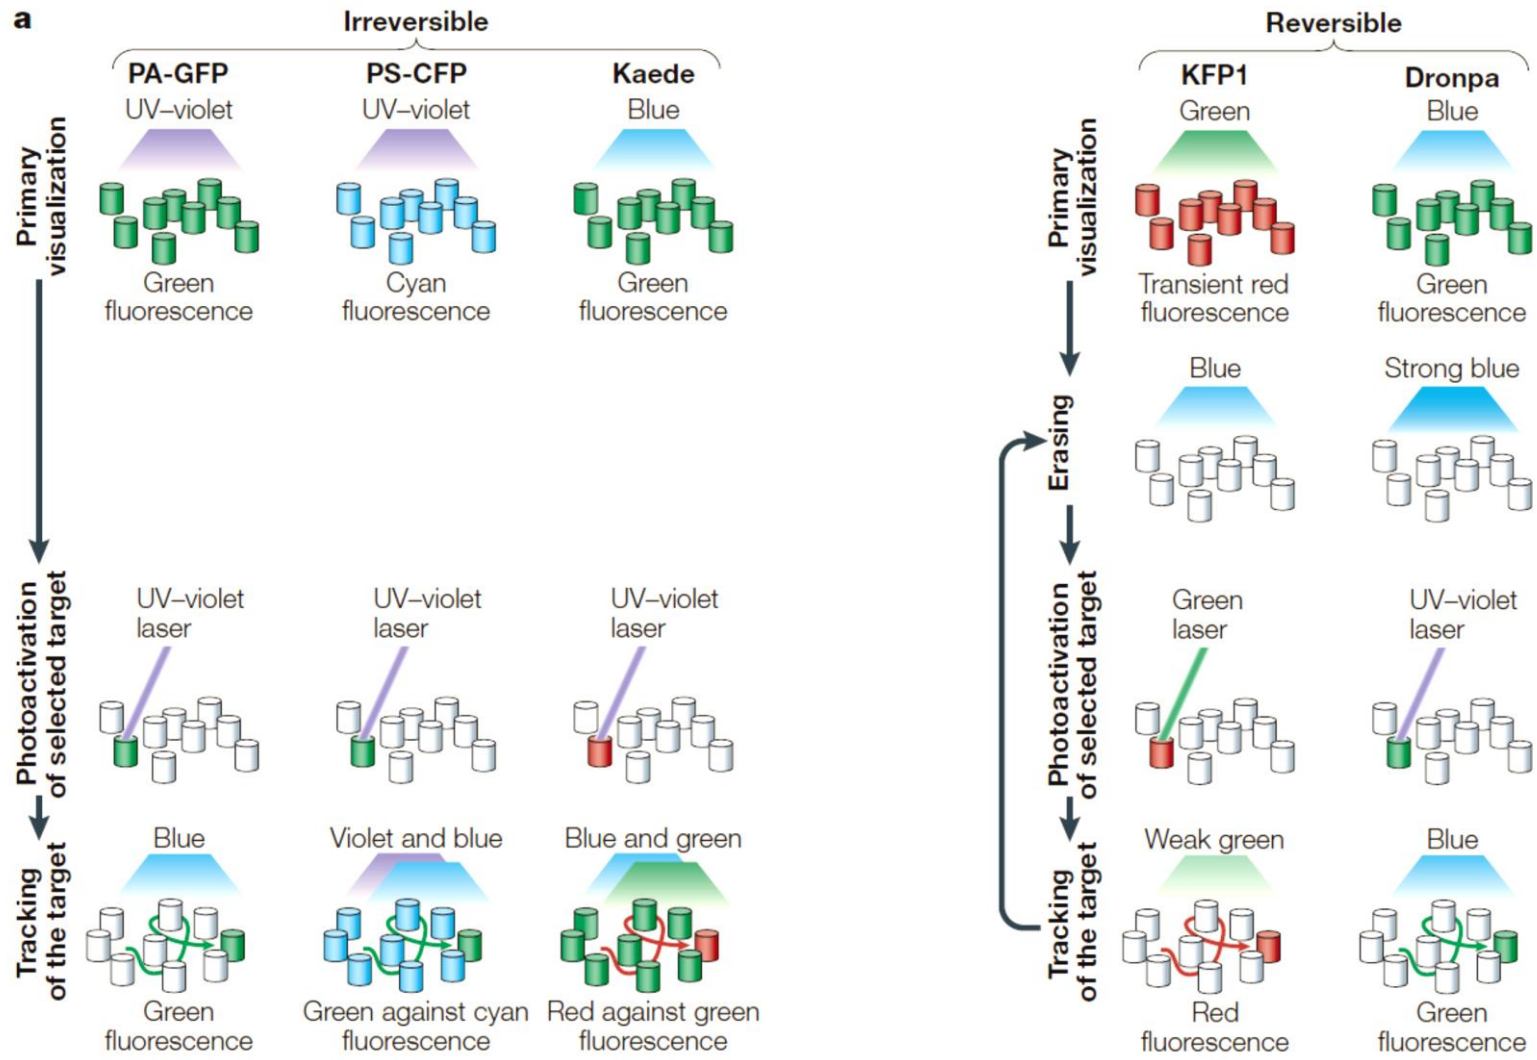 a
Irreversible
Reversible
PA-GFP
PS-CFP
Kaede
KFP1
Dronpa
UV–violet
UV–violet
Blue
Green
Blue
Primary
visualization
Primary
visualization
Green
fluorescence
Cyan
fluorescence
Green
fluorescence
Transient red
fluorescence
Green
fluorescence
Erasing
Blue
Strong blue
Photoactivation
of selected target
UV–violet
laser
UV–violet
laser
UV–violet
laser
Photoactivation
of selected target
Green
laser
UV–violet
laser
Tracking
of the target
Blue
Violet and blue
Blue and green
Tracking
of the target
Weak green
Blue
Green
fluorescence
Green against cyan
fluorescence
Red against green
fluorescence
Red
fluorescence
Green
fluorescence